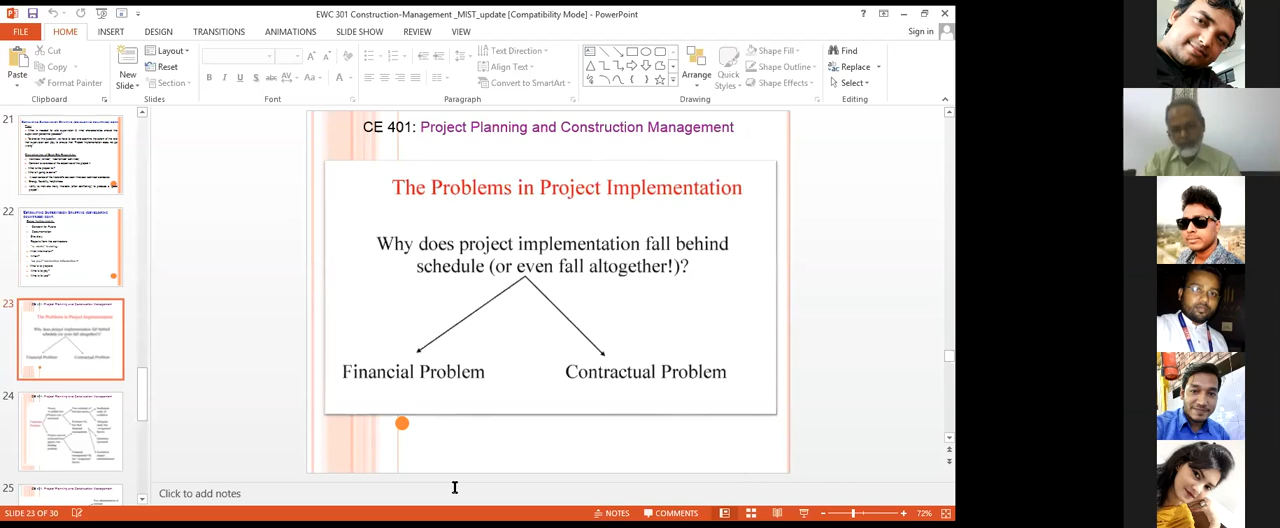 EWC 301 Construction-Management _MIST_update [Compatibility Mode] - PowerPoint
FILE HOME INSERT DESIGN TRANSITIONS ANIMATIONS SLIDE SHOW REVIEW VIEW Sign in
Paste
Cut
Copy
Format Painter
Clipboard
New
Slide
Layout
Reset
Section
Slides
Font
Text Direction
Align Text
Convert to SmartArt
Paragraph
Arrange
Quick
Styles
Shape Fill
Shape Outline
Shape Effects
Drawing
Find
Replace
Select
Editing
21
22
23
24
25
CE 401: Project Planning and Construction Management
The Problems in Project Implementation
Why does project implementation fall behind
schedule (or even fall altogether!)?
Financial Problem Contractual Problem
Click to add notes
SLIDE 23 OF 30 NOTES COMMENTS 72%